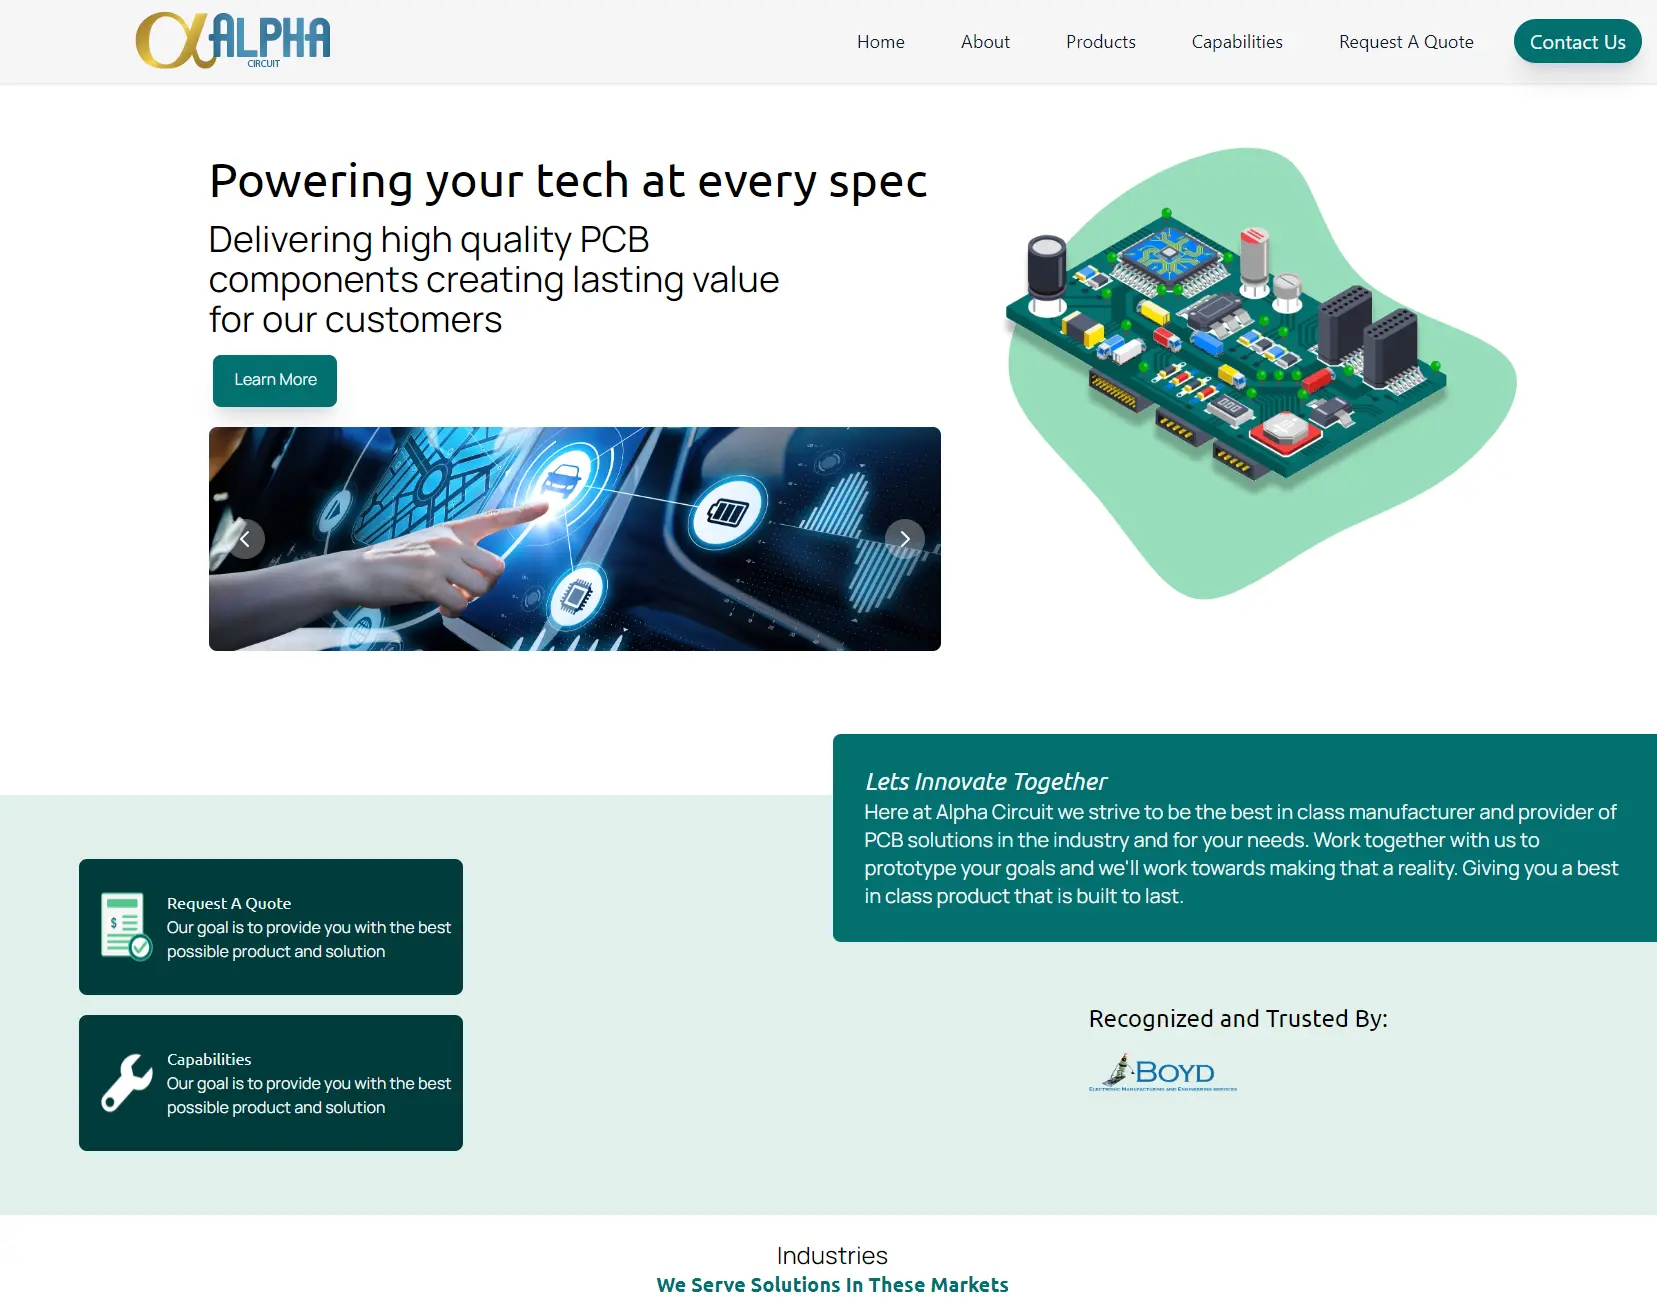 ALPHA
CIRCUIT
Home
About
Products
Capabilities
Request A Quote
Contact Us
Powering your tech at every spec
Delivering high quality PCB
components creating lasting value
for our customers
Learn More
Lets Innovate Together
Here at Alpha Circuit we strive to be the best in class manufacturer and provider of
PCB solutions in the industry and for your needs. Work together with us to
prototype your goals and we'll work towards making that a reality. Giving you a best
in class product that is built to last.
Request A Quote
Our goal is to provide you with the best
possible product and solution
Capabilities
Our goal is to provide you with the best
possible product and solution
Recognized and Trusted By:
BOYD
ELECTRONIC MANUFACTURING AND ENGINEERING SERVICES
Industries
We Serve Solutions In These Markets